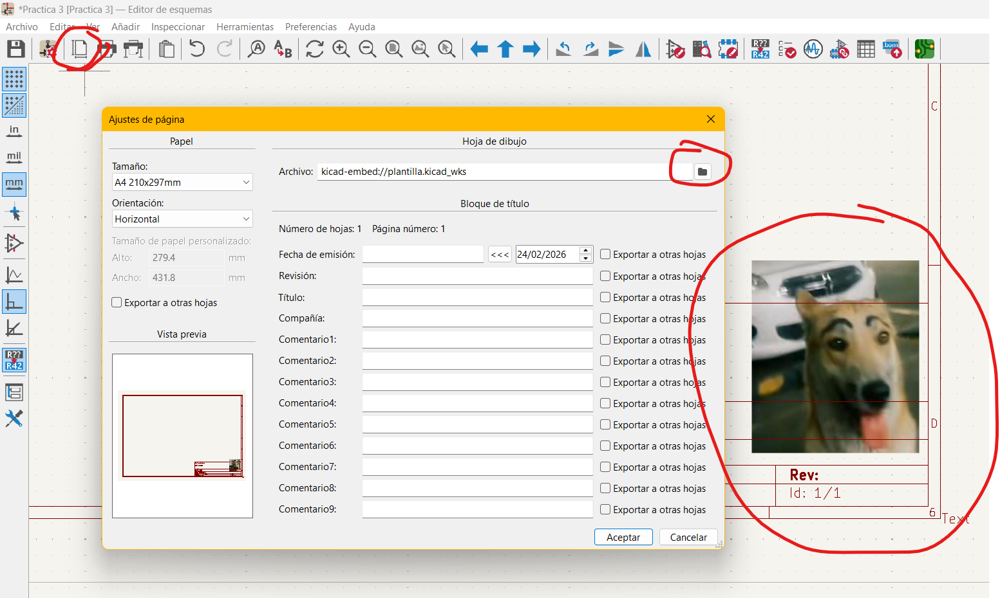 *Practica 3 [Practica 3] — Editor de esquemas
Archivo Editar Ver Añadir Inspeccionar Herramientas Preferencias Ayuda
A
A B
R??
R42
.bom
in
mil
mm
R??
R42
Ajustes de página
Papel
Tamaño:
A4 210x297mm
Orientación:
Horizontal
Tamaño de papel personalizado:
Alto: 279.4 mm
Ancho: 431.8 mm
Exportar a otras hojas
Vista previa
Hoja de dibujo
Archivo: kicad-embed://plantilla.kicad_wks
Bloque de título
Número de hojas: 1 Página número: 1
Fecha de emisión: <<< 24/02/2026 Exportar a otras hojas
Revisión: Exportar a otras hojas
Título: Exportar a otras hojas
Compañía: Exportar a otras hojas
Comentario1: Exportar a otras hojas
Comentario2: Exportar a otras hojas
Comentario3: Exportar a otras hojas
Comentario4: Exportar a otras hojas
Comentario5: Exportar a otras hojas
Comentario6: Exportar a otras hojas
Comentario7: Exportar a otras hojas
Comentario8: Exportar a otras hojas
Comentario9: Exportar a otras hojas
Aceptar Cancelar
C
D
Rev:
Id: 1/1
6
Text